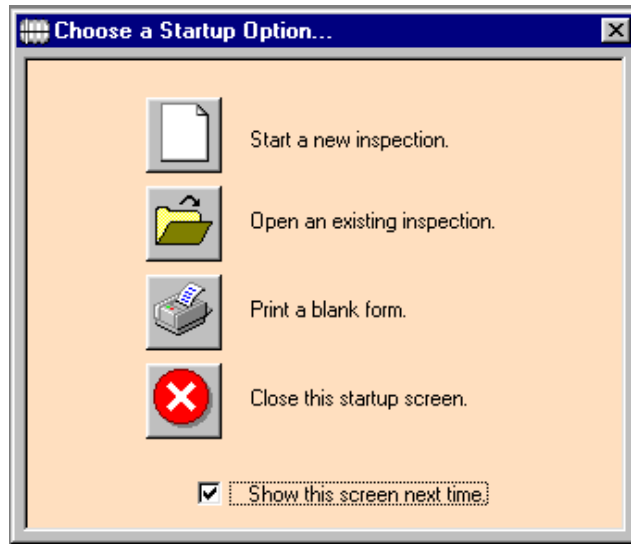 Choose a Startup Option...
Start a new inspection.
Open an existing inspection.
Print a blank form.
Close this startup screen.
Show this screen next time.